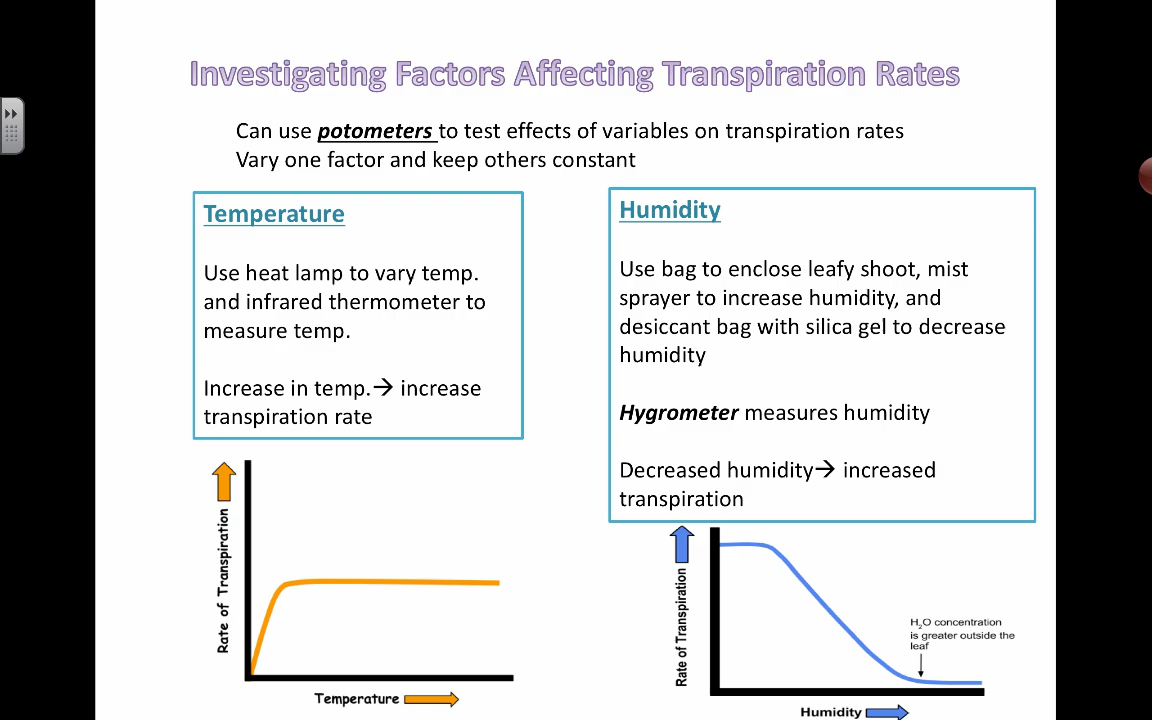 Investigating Factors Affecting Transpiration Rates
Can use potometers to test effects of variables on transpiration rates
Vary one factor and keep others constant
Temperature
Use heat lamp to vary temp.
and infrared thermometer to
measure temp.
Increase in temp.→ increase
transpiration rate
Rate of Transpiration
Temperature
Humidity
Use bag to enclose leafy shoot, mist
sprayer to increase humidity, and
desiccant bag with silica gel to decrease
humidity
Hygrometer measures humidity
Decreased humidity→ increased
transpiration
Rate of Transpiration
H₂O concentration
is greater outside the
leaf
Humidity